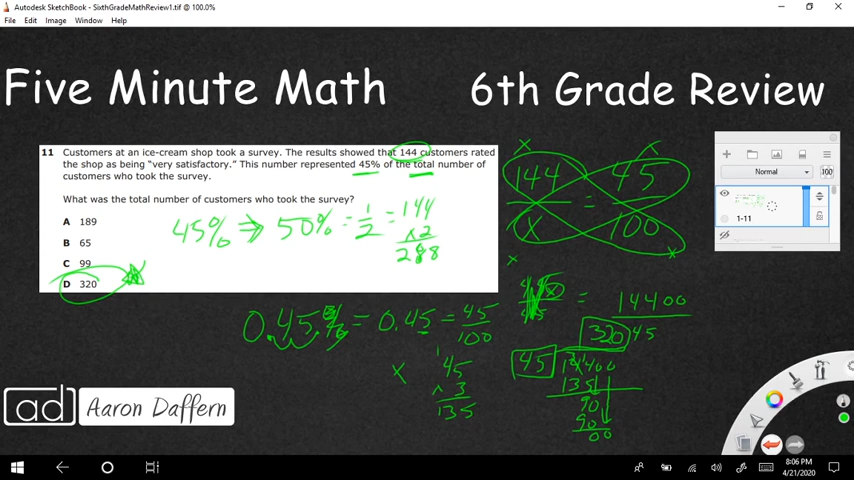 Autodesk SketchBook - SixthGradeMathReview1.tif @ 100.0%
File Edit Image Window Help
Five Minute Math 6th Grade Review
11 Customers at an ice-cream shop took a survey. The results showed that 144 customers rated
the shop as being "very satisfactory." This number represented 45% of the total number of
customers who took the survey.
What was the total number of customers who took the survey?
A 189
B 65
C 99
D 320
45% ⇒ 50% = 1/2 = 144
x2
288
x x
144/x = 45/100
x x
Normal 100
1-11
0.45% = 0.45 = 45/100
= 14400
45
320
45 14400
135
90
90
00
x 1
45
x 3
135
ad Aaron Daffern
8:06 PM
4/21/2020